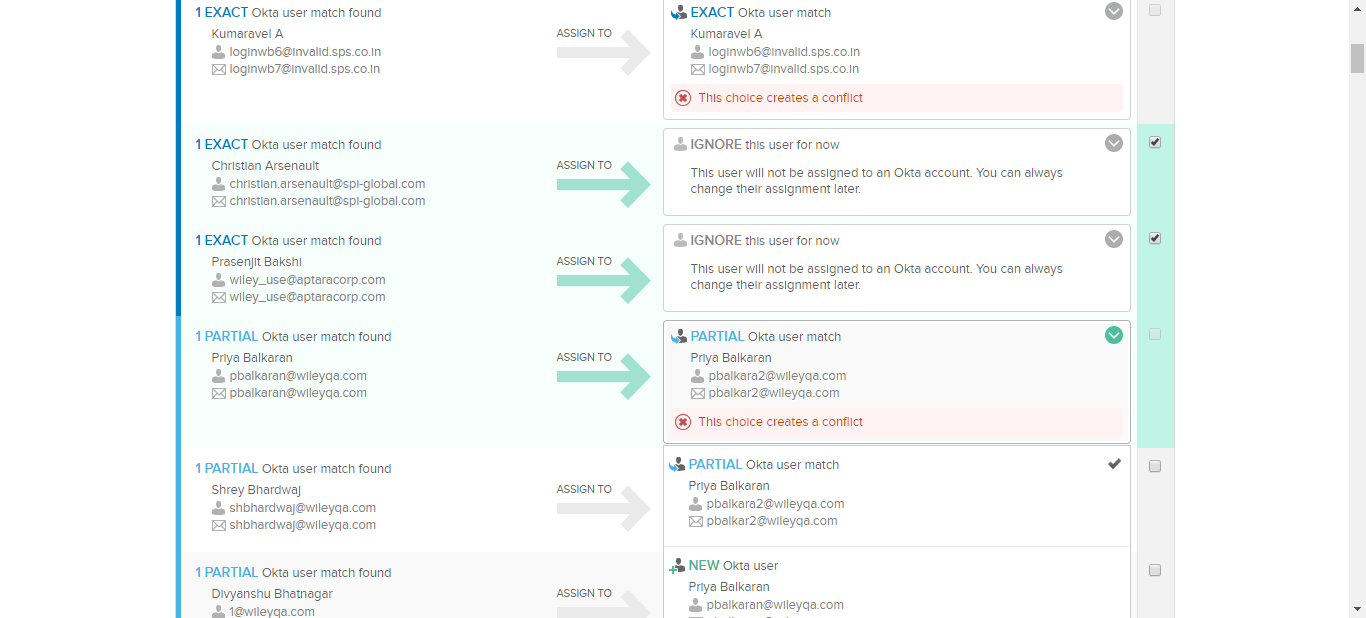 1 EXACT Okta user match found
Kumaravel A
loginwb6@invalid.sps.co.in
loginwb7@invalid.sps.co.in
ASSIGN TO
EXACT Okta user match
Kumaravel A
loginwb6@invalid.sps.co.in
loginwb7@invalid.sps.co.in
This choice creates a conflict
1 EXACT Okta user match found
Christian Arsenault
christian.arsenault@spi-global.com
christian.arsenault@spi-global.com
ASSIGN TO
IGNORE this user for now
This user will not be assigned to an Okta account. You can always
change their assignment later.
1 EXACT Okta user match found
Prasenjit Bakshi
wiley_use@aptaracorp.com
wiley_use@aptaracorp.com
ASSIGN TO
IGNORE this user for now
This user will not be assigned to an Okta account. You can always
change their assignment later.
1 PARTIAL Okta user match found
Priya Balkaran
pbalkaran@wileyqa.com
pbalkaran@wileyqa.com
ASSIGN TO
PARTIAL Okta user match
Priya Balkaran
pbalkara2@wileyqa.com
pbalkar2@wileyqa.com
This choice creates a conflict
1 PARTIAL Okta user match found
Shrey Bhardwaj
shbhardwaj@wileyqa.com
shbhardwaj@wileyqa.com
ASSIGN TO
PARTIAL Okta user match
Priya Balkaran
pbalkara2@wileyqa.com
pbalkar2@wileyqa.com
1 PARTIAL Okta user match found
Divyanshu Bhatnagar
1@wileyqa.com
ASSIGN TO
NEW Okta user
Priya Balkaran
pbalkaran@wileyqa.com